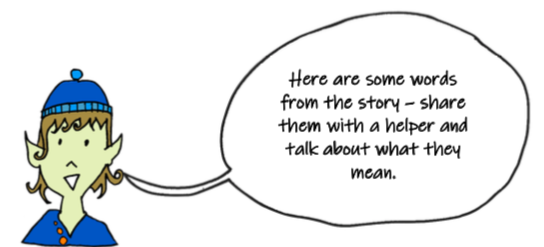 Here are some words
from the story – share
them with a helper and
talk about what they
mean.